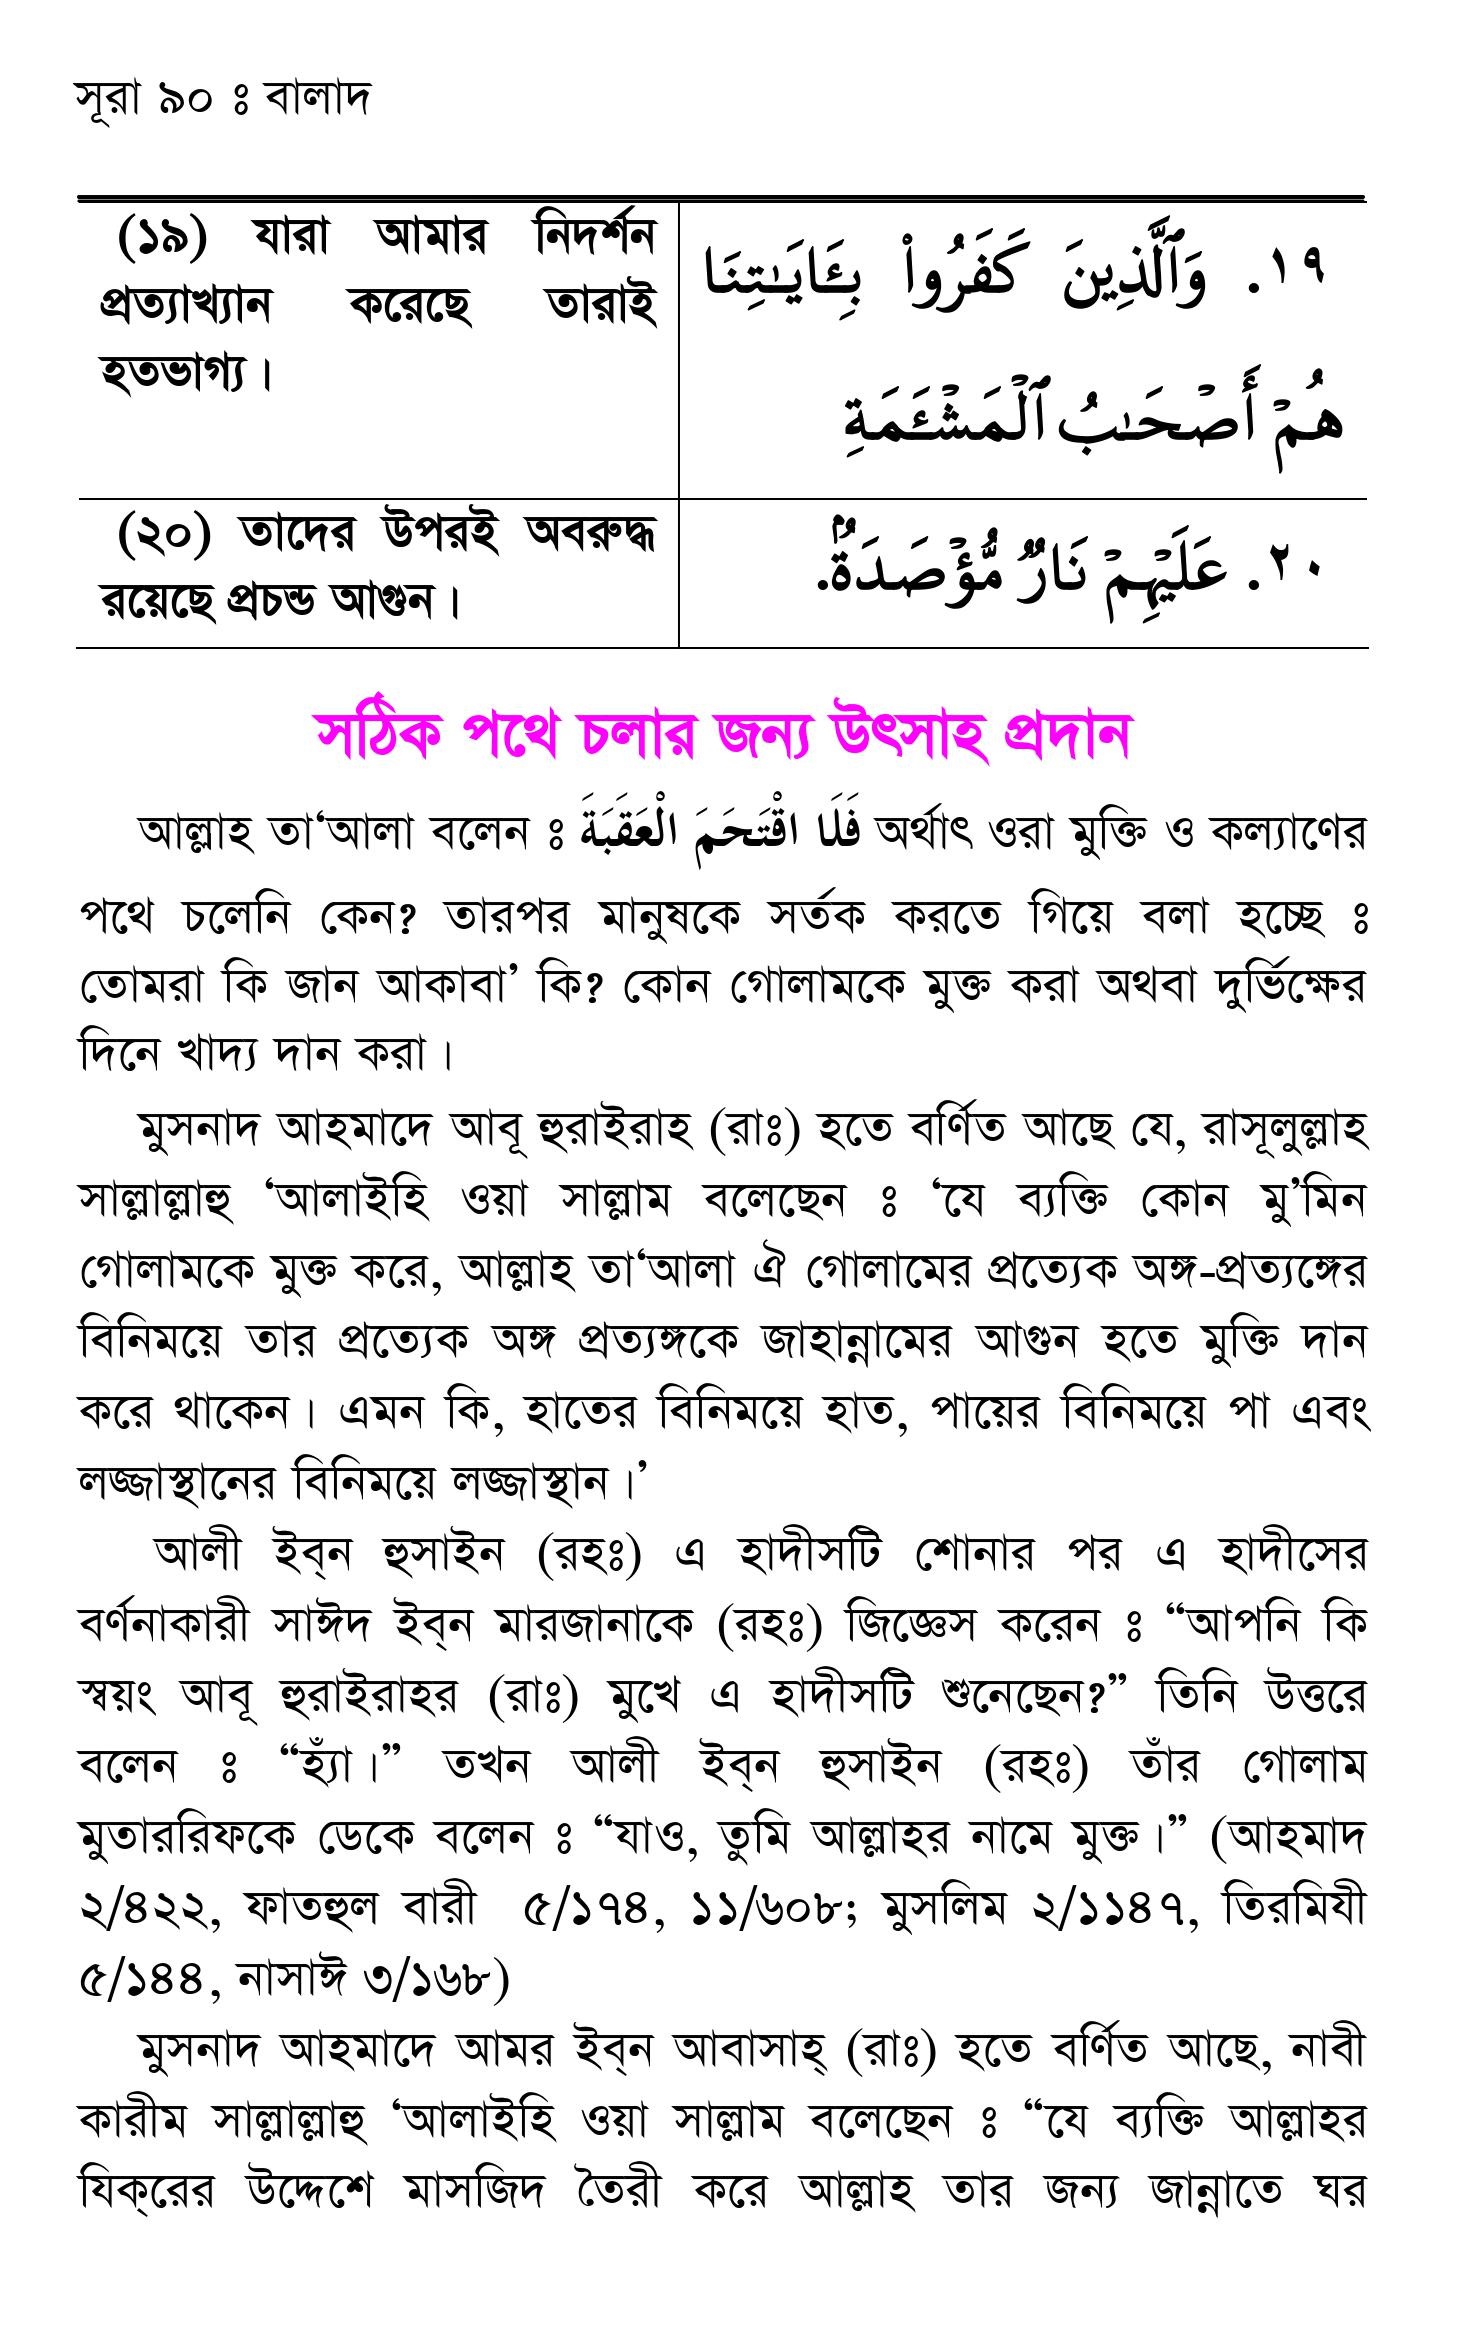 সূরা ৯০ ঃ বালাদ
(১৯) যারা আমার নিদর্শন
প্রত্যাখ্যান করেছে তারাই
হতভাগ্য।
١٩. وَٱلَّذِينَ كَفَرُواْ بِـَٔايَـٰتِنَا
هُمۡ أَصۡحَـٰبُ ٱلۡمَشۡـَٔمَةِ
(২০) তাদের উপরই অবরুদ্ধ
রয়েছে প্রচন্ড আগুন।
٢٠. عَلَيۡہِمۡ نَارٌ۬ مُّؤۡصَدَةُۢ.
সঠিক পথে চলার জন্য উৎসাহ প্রদান
আল্লাহ তা‘আলা বলেন ঃ فَلَا اقْتَحَمَ الْعَقَبَةَ অর্থাৎ ওরা মুক্তি ও কল্যাণের
পথে চলেনি কেন? তারপর মানুষকে সর্তক করতে গিয়ে বলা হচ্ছে ঃ
তোমরা কি জান আকাবা’ কি? কোন গোলামকে মুক্ত করা অথবা দুর্ভিক্ষের
দিনে খাদ্য দান করা।
মুসনাদ আহমাদে আবূ হুরাইরাহ (রাঃ) হতে বর্ণিত আছে যে, রাসূলুল্লাহ
সাল্লাল্লাহু ‘আলাইহি ওয়া সাল্লাম বলেছেন ঃ ‘যে ব্যক্তি কোন মু’মিন
গোলামকে মুক্ত করে, আল্লাহ তা‘আলা ঐ গোলামের প্রত্যেক অঙ্গ-প্রত্যঙ্গের
বিনিময়ে তার প্রত্যেক অঙ্গ প্রত্যঙ্গকে জাহান্নামের আগুন হতে মুক্তি দান
করে থাকেন। এমন কি, হাতের বিনিময়ে হাত, পায়ের বিনিময়ে পা এবং
লজ্জাস্থানের বিনিময়ে লজ্জাস্থান।’
আলী ইব্‌ন হুসাইন (রহঃ) এ হাদীসটি শোনার পর এ হাদীসের
বর্ণনাকারী সাঈদ ইব্‌ন মারজানাকে (রহঃ) জিজ্ঞেস করেন ঃ “আপনি কি
স্বয়ং আবূ হুরাইরাহর (রাঃ) মুখে এ হাদীসটি শুনেছেন?” তিনি উত্তরে
বলেন ঃ “হ্যাঁ।” তখন আলী ইব্‌ন হুসাইন (রহঃ) তাঁর গোলাম
মুতাররিফকে ডেকে বলেন ঃ “যাও, তুমি আল্লাহর নামে মুক্ত।” (আহমাদ
২/৪২২, ফাতহুল বারী ৫/১৭৪, ১১/৬০৮; মুসলিম ২/১১৪৭, তিরমিযী
৫/১৪৪, নাসাঈ ৩/১৬৮)
মুসনাদ আহমাদে আমর ইব্‌ন আবাসাহ্ (রাঃ) হতে বর্ণিত আছে, নাবী
কারীম সাল্লাল্লাহু ‘আলাইহি ওয়া সাল্লাম বলেছেন ঃ “যে ব্যক্তি আল্লাহর
যিক্‌রের উদ্দেশে মাসজিদ তৈরী করে আল্লাহ তার জন্য জান্নাতে ঘর